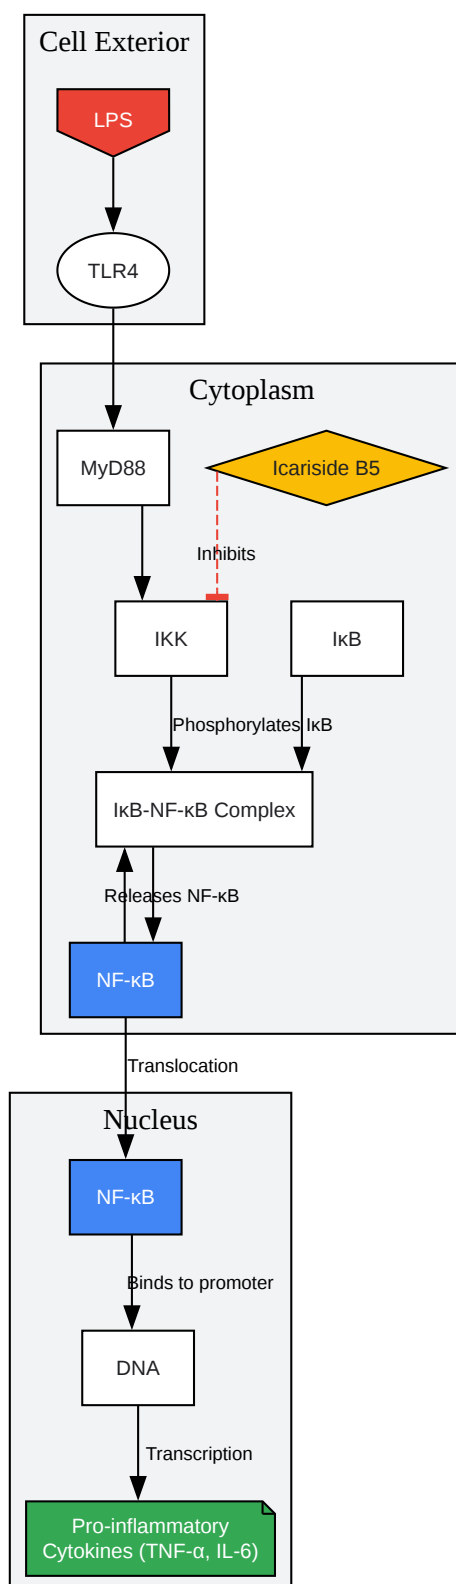 Cell Exterior
LPS
TLR4
Cytoplasm
MyD88
Icariside B5
Inhibits
IKK
IκB
Phosphorylates IκB
IκB-NF-κB Complex
Releases NF-κB
NF-κB
Translocation
Nucleus
NF-κB
Binds to promoter
DNA
Transcription
Pro-inflammatory
Cytokines (TNF-α, IL-6)